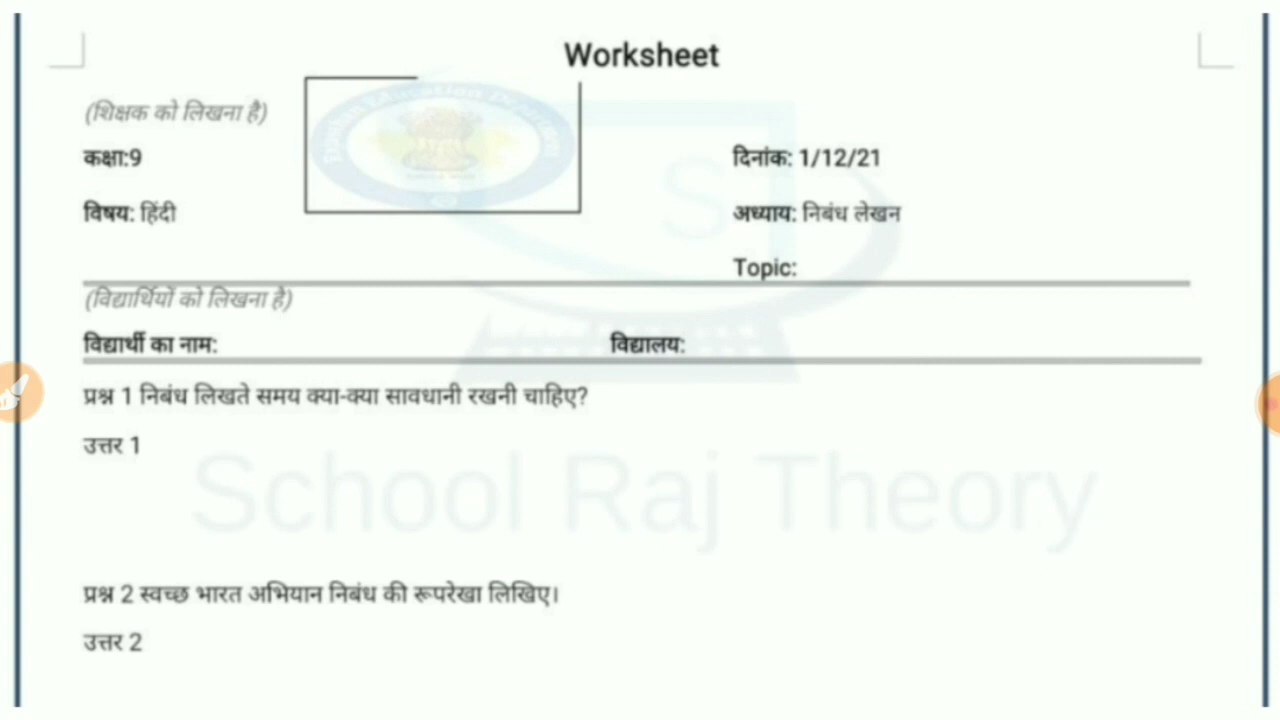 Worksheet
(शिक्षक को लिखना है)
कक्षा:9
दिनांक: 1/12/21
विषय: हिंदी
अध्याय: निबंध लेखन
Topic:
(विद्यार्थियों को लिखना है)
विद्यार्थी का नाम:
विद्यालय:
प्रश्न 1 निबंध लिखते समय क्या-क्या सावधानी रखनी चाहिए?
उत्तर 1
School Raj Theory
प्रश्न 2 स्वच्छ भारत अभियान निबंध की रूपरेखा लिखिए।
उत्तर 2